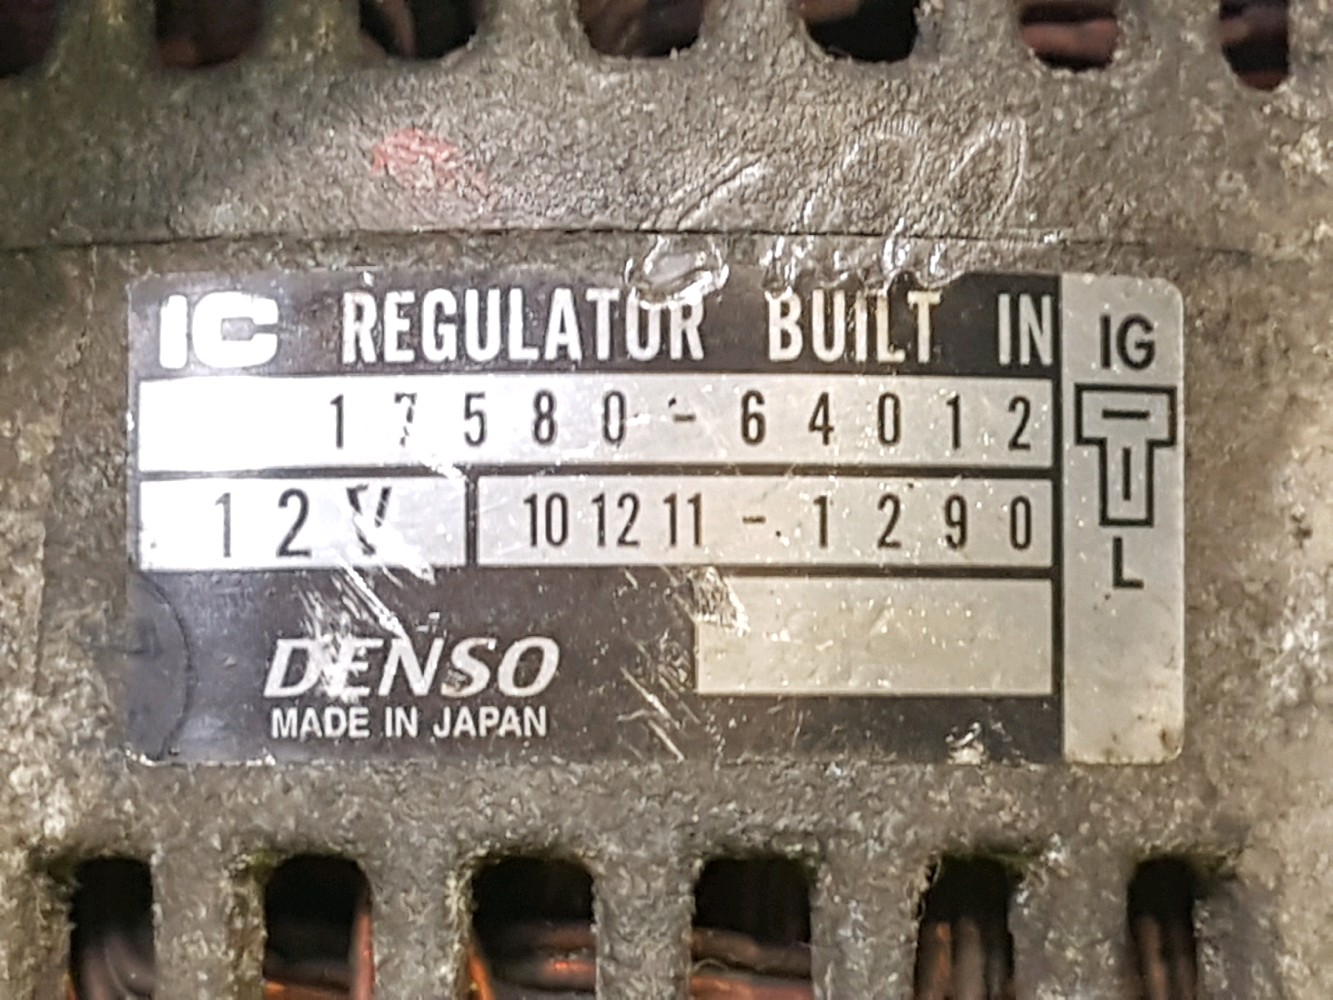 IC REGULATOR BUILT IN
17580-64012
12V 101211-1290
DENSO
MADE IN JAPAN
IG
L